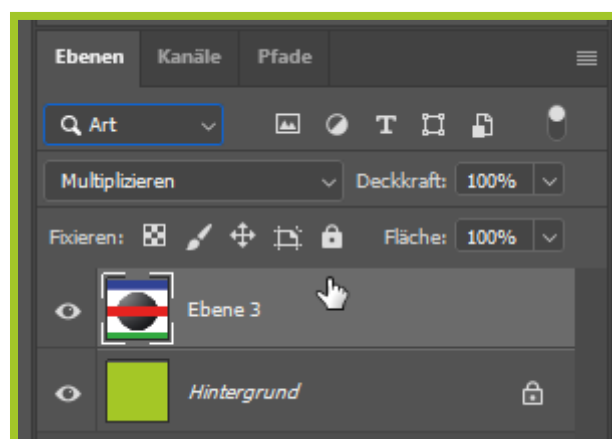 Ebenen Kanäle Pfade
Art
Multiplizieren Deckkraft: 100%
Fixieren: Fläche: 100%
Ebene 3
Hintergrund